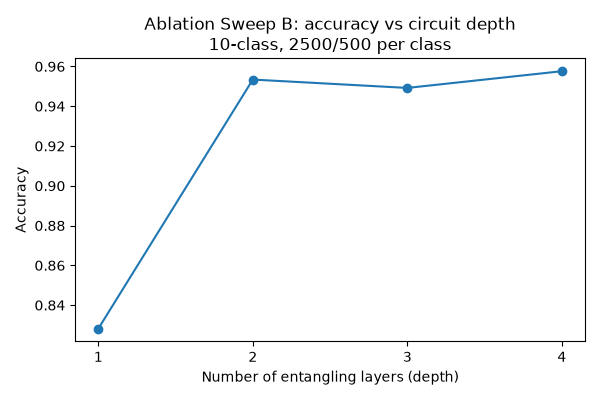 Ablation Sweep B: accuracy vs circuit depth
10-class, 2500/500 per class
0.96
0.94
0.92
0.90
0.88
0.86
0.84
Accuracy
1
2
3
4
Number of entangling layers (depth)